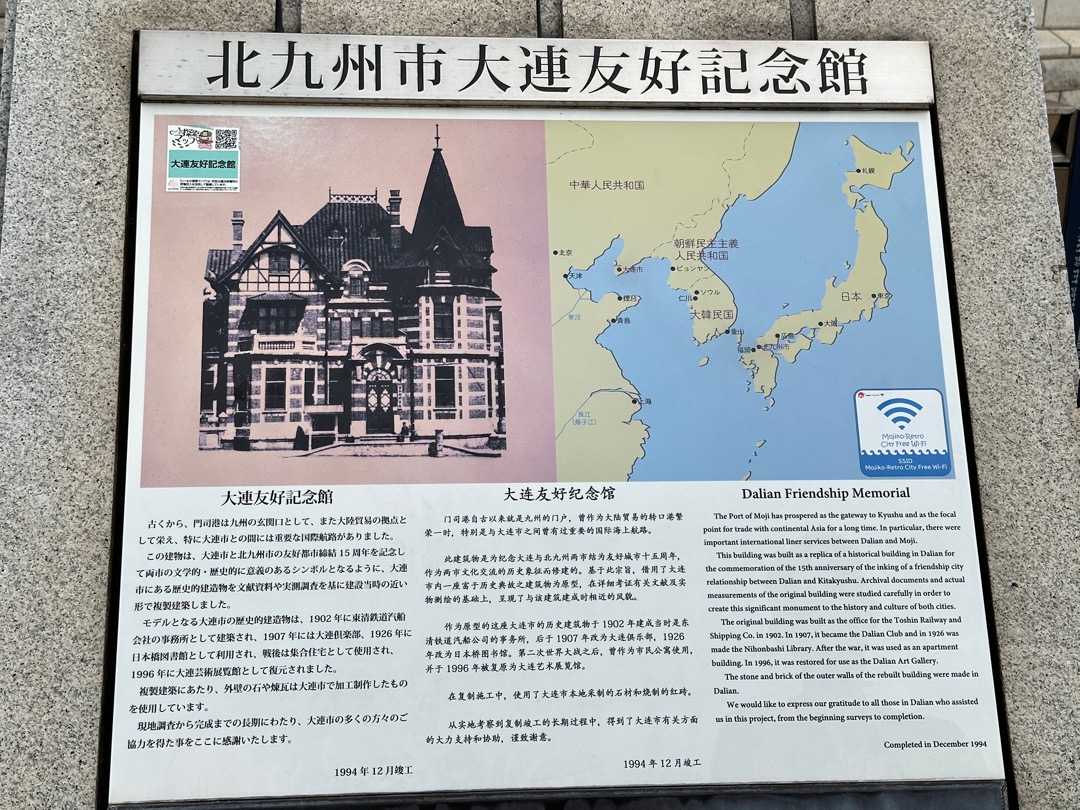 北九州市大連友好記念館
大連友好記念館
中華人民共和国
札幌
朝鮮民主主義
人民共和国
北京
大連市
ピョンヤン
天津
ソウル
仁川
日本
東京
煙台
大韓民国
黄河
青島
釜山
広島
大阪
福岡
北九州市
上海
長江
(揚子江)
Mojiko-Retro
City Free Wi-Fi
SSID
Mojiko-Retro City Free Wi-Fi
大連友好記念館
古くから、門司港は九州の玄関口として、また大陸貿易の拠点と
して栄え、特に大連市との間には重要な国際航路がありました。
この建物は、大連市と北九州市の友好都市締結15周年を記念し
て両市の文学的・歴史的に意義のあるシンボルとなるように、大連
市にある歴史的建造物を文献資料や実測調査を基に建設当時の近い
形で複製建築しました。
モデルとなる大連市の歴史的建造物は、1902年に東清鉄道汽船
会社の事務所として建築され、1907年には大連倶楽部、1926年に
日本橋図書館として利用され、戦後は集合住宅として使用され、
1996年に大連芸術展覧館として復元されました。
複製建築にあたり、外壁の石や煉瓦は大連市で加工制作したもの
を使用しています。
現地調査から完成までの長期にわたり、大連市の多くの方々のご
協力を得た事をここに感謝いたします。
1994年12月竣工
大连友好纪念馆
门司港自古以来就是九州的门户，曾作为大陆贸易的转口港繁
荣一时，特别是与大连市之间曾有过重要的国际海上航路。
此建筑物是为纪念大连与北九州两市结为友好城市十五周年，
作为两市文化交流的历史象征而修建的。基于此宗旨，借用了大连
市内一座富于历史典故之建筑物为原型，在详细考证有关文献及实
物测绘的基础上，呈现了与该建筑建成时相近的风貌。
作为原型的这座大连市的历史建筑物于1902年建成当时是东
清铁道汽船公司的事务所，后于1907年改为大连俱乐部，1926
年改为日本桥图书馆。第二次世界大战之后，曾作为市民公寓使用，
并于1996年被复原为大连艺术展览馆。
在复制施工中，使用了大连市本地采制的石材和烧制的红砖。
从实地考察到复制竣工的长期过程中，得到了大连市有关方面
的大力支持和协助，谨致谢意。
1994年12月竣工
Dalian Friendship Memorial
The Port of Moji has prospered as the gateway to Kyushu and as the focal
point for trade with continental Asia for a long time. In particular, there were
important international liner services between Dalian and Moji.
This building was built as a replica of a historical building in Dalian for
the commemoration of the 15th anniversary of the inking of a friendship city
relationship between Dalian and Kitakyushu. Archival documents and actual
measurements of the original building were studied carefully in order to
create this significant monument to the history and culture of both cities.
The original building was built as the office for the Toshin Railway and
Shipping Co. in 1902. In 1907, it became the Dalian Club and in 1926 was
made the Nihonbashi Library. After the war, it was used as an apartment
building. In 1996, it was restored for use as the Dalian Art Gallery.
The stone and brick of the outer walls of the rebuilt building were made in
Dalian.
We would like to express our gratitude to all those in Dalian who assisted
us in this project, from the beginning surveys to completion.
Completed in December 1994